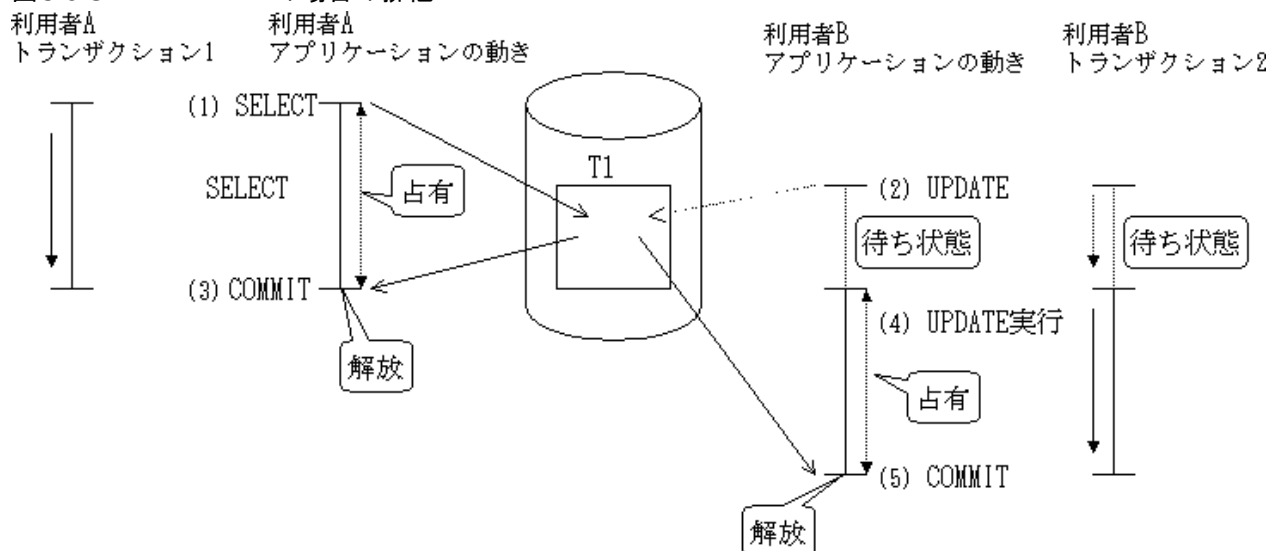 利用者A
トランザクション1
利用者A
アプリケーションの動き
利用者B
アプリケーションの動き
利用者B
トランザクション2
(1) SELECT
T1
SELECT
占有
(2) UPDATE
待ち状態
待ち状態
(3) COMMIT
(4) UPDATE実行
解放
占有
(5) COMMIT
解放